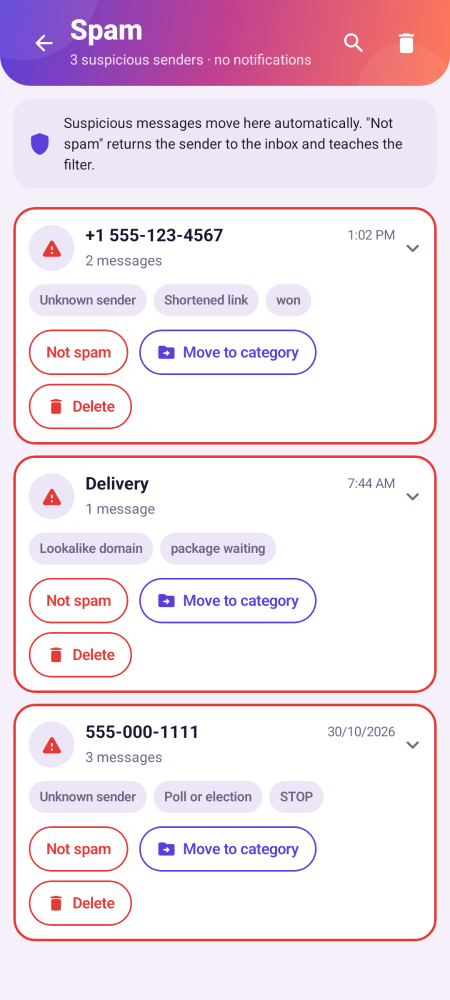 Spam
3 suspicious senders · no notifications
Suspicious messages move here automatically. "Not
spam" returns the sender to the inbox and teaches the
filter.
+1 555-123-4567
1:02 PM
2 messages
Unknown sender
Shortened link
won
Not spam
Move to category
Delete
Delivery
7:44 AM
1 message
Lookalike domain
package waiting
Not spam
Move to category
Delete
555-000-1111
30/10/2026
3 messages
Unknown sender
Poll or election
STOP
Not spam
Move to category
Delete